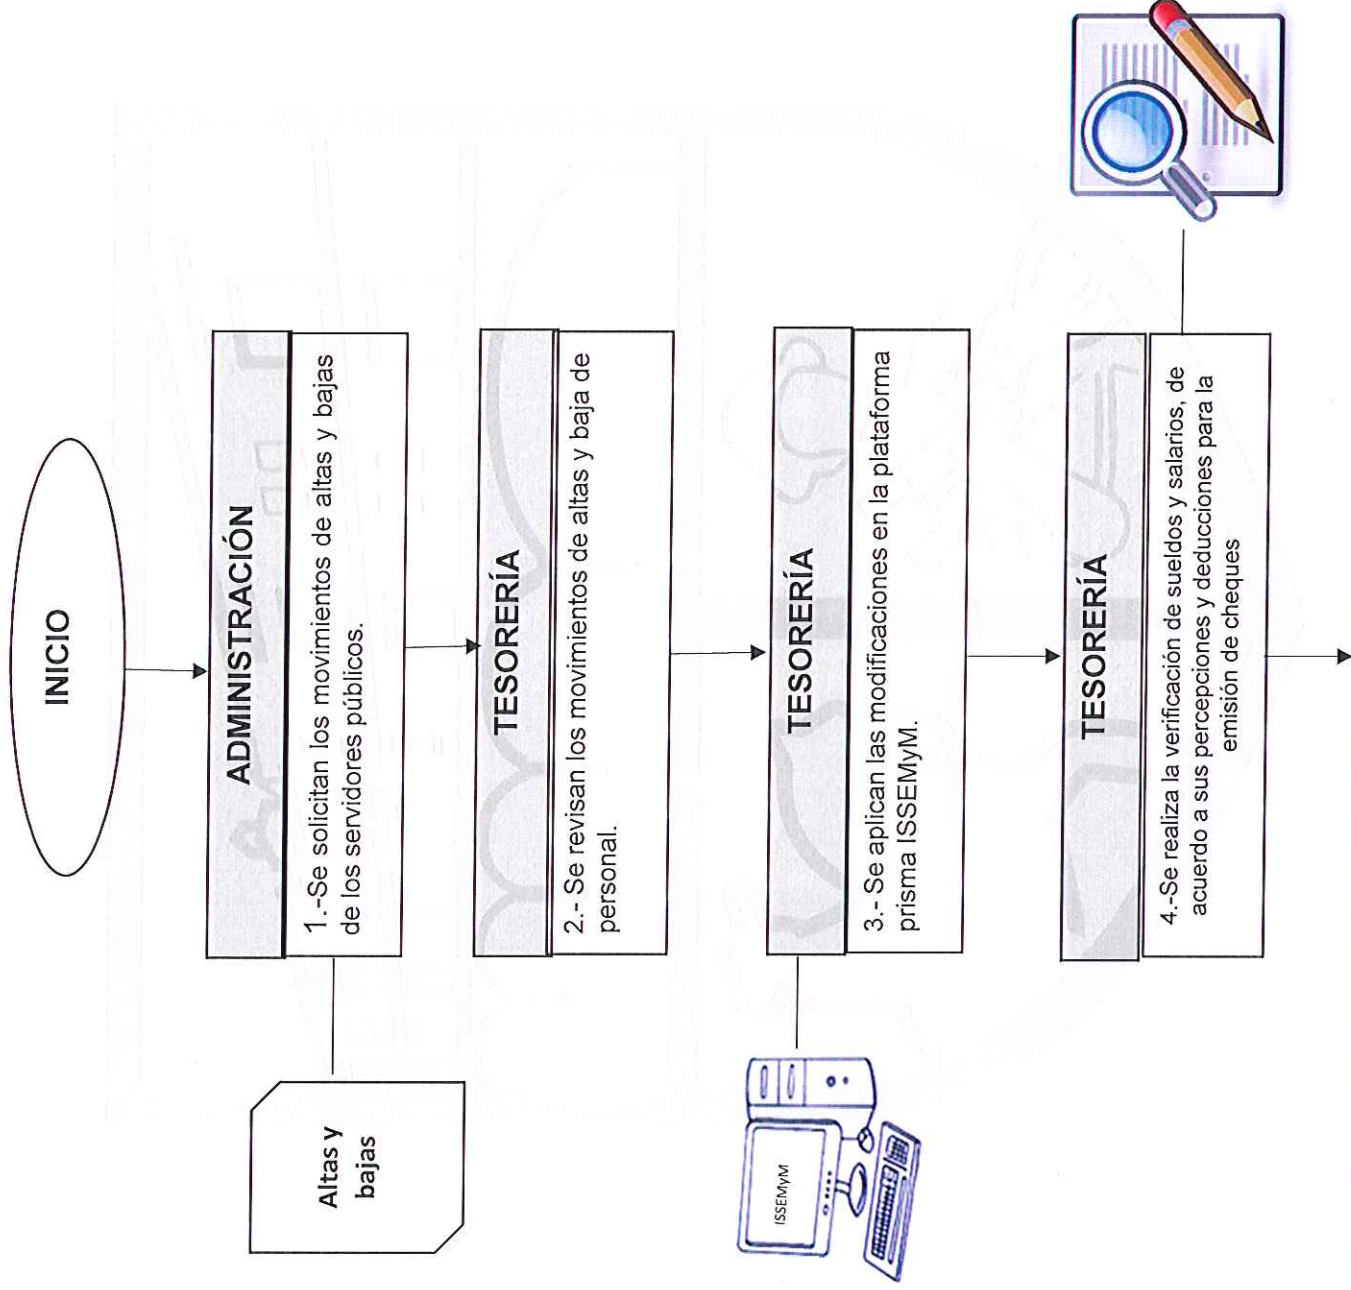 INICIO
ADMINISTRACIÓN
1.-Se solicitan los movimientos de altas y bajas
de los servidores públicos.
Altas y
bajas
TESORERÍA
2.- Se revisan los movimientos de altas y baja de
personal.
TESORERÍA
3.- Se aplican las modificaciones en la plataforma
prisma ISSEMyM.
ISSEMyM
TESORERÍA
4.-Se realiza la verificación de sueldos y salarios, de
acuerdo a sus percepciones y deducciones para la
emisión de cheques